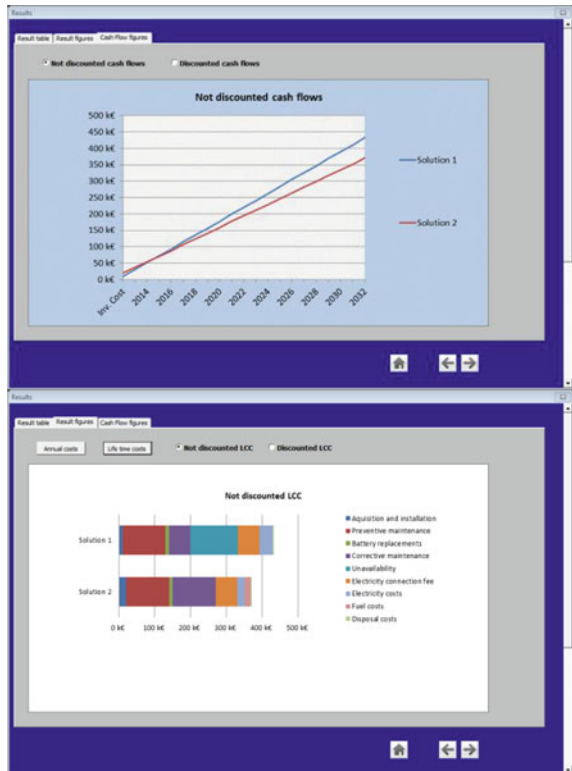 Results
Result table Result figures Cash Flow figures
Not discounted cash flows Discounted cash flows
Not discounted cash flows
500 k€
450 k€
400 k€
350 k€
300 k€
250 k€
200 k€
150 k€
100 k€
50 k€
0 k€
Inv. Cost 2014 2016 2018 2020 2022 2024 2026 2028 2030 2032
Solution 1
Solution 2
Results
Result table Result figures Cash Flow figures
Annual costs Life time costs Not discounted LCC Discounted LCC
Not discounted LCC
Solution 1
Solution 2
0 k€ 100 k€ 200 k€ 300 k€ 400 k€ 500 k€
Aquisition and installation
Preventive maintenance
Battery replacements
Corrective maintenance
Unavailability
Electricity connection fee
Electricity costs
Fuel costs
Disposal costs